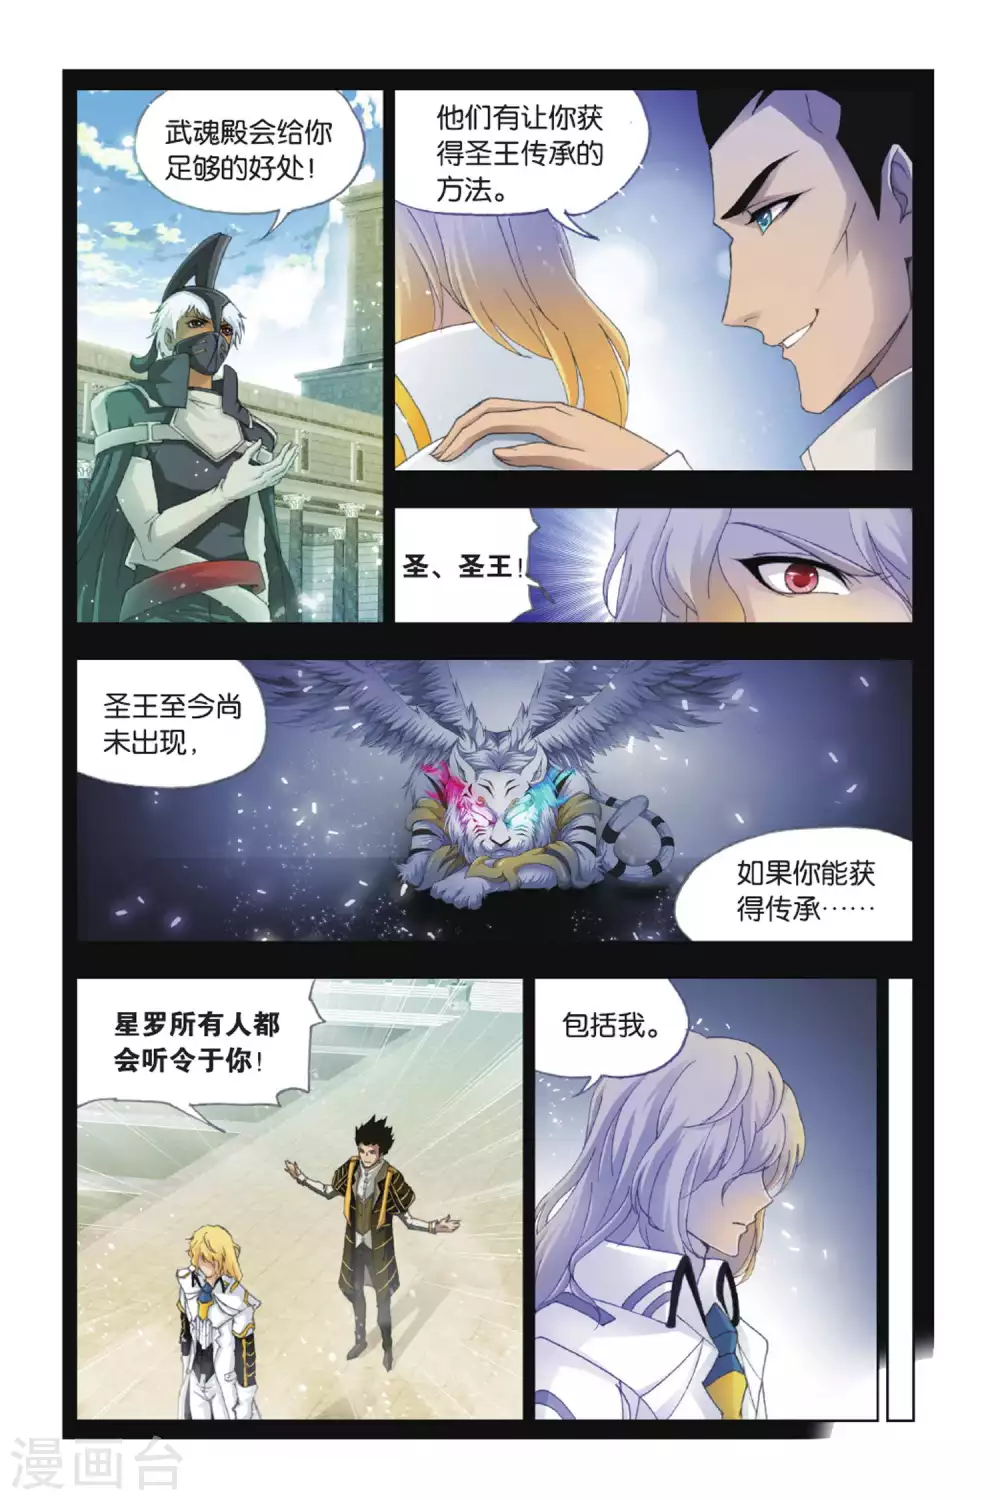 武魂殿会给你
足够的好处！
他们有让你获
得圣王传承的
方法。
圣、圣王！
圣王至今尚
未出现，
如果你能获
得传承……
星罗所有人都
会听令于你！
包括我。
漫画台